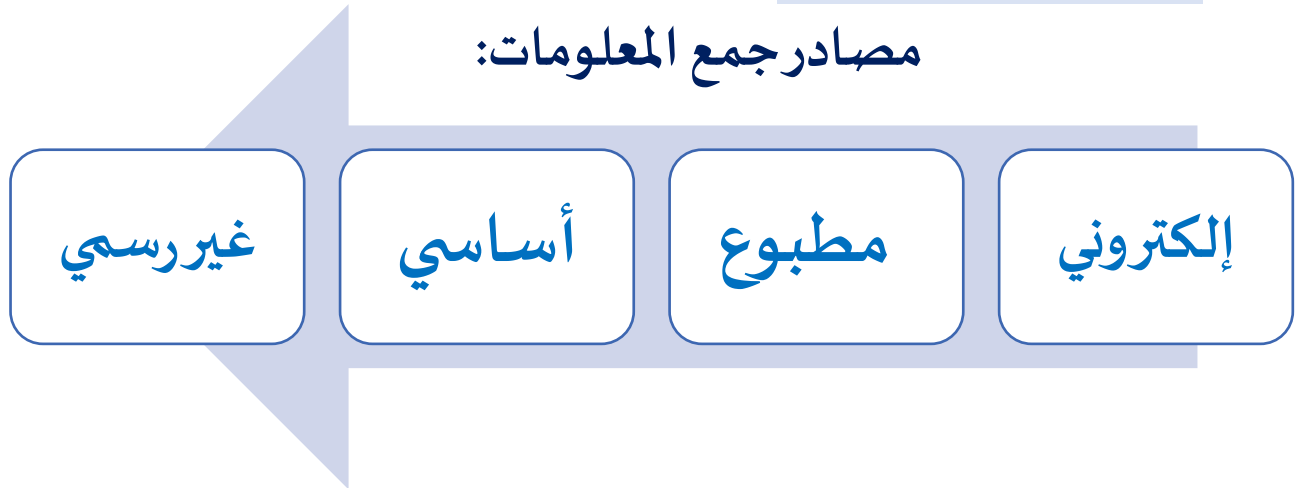 مصادر جمع المعلومات:
إلكتروني
مطبوع
أساسي
غير رسمي